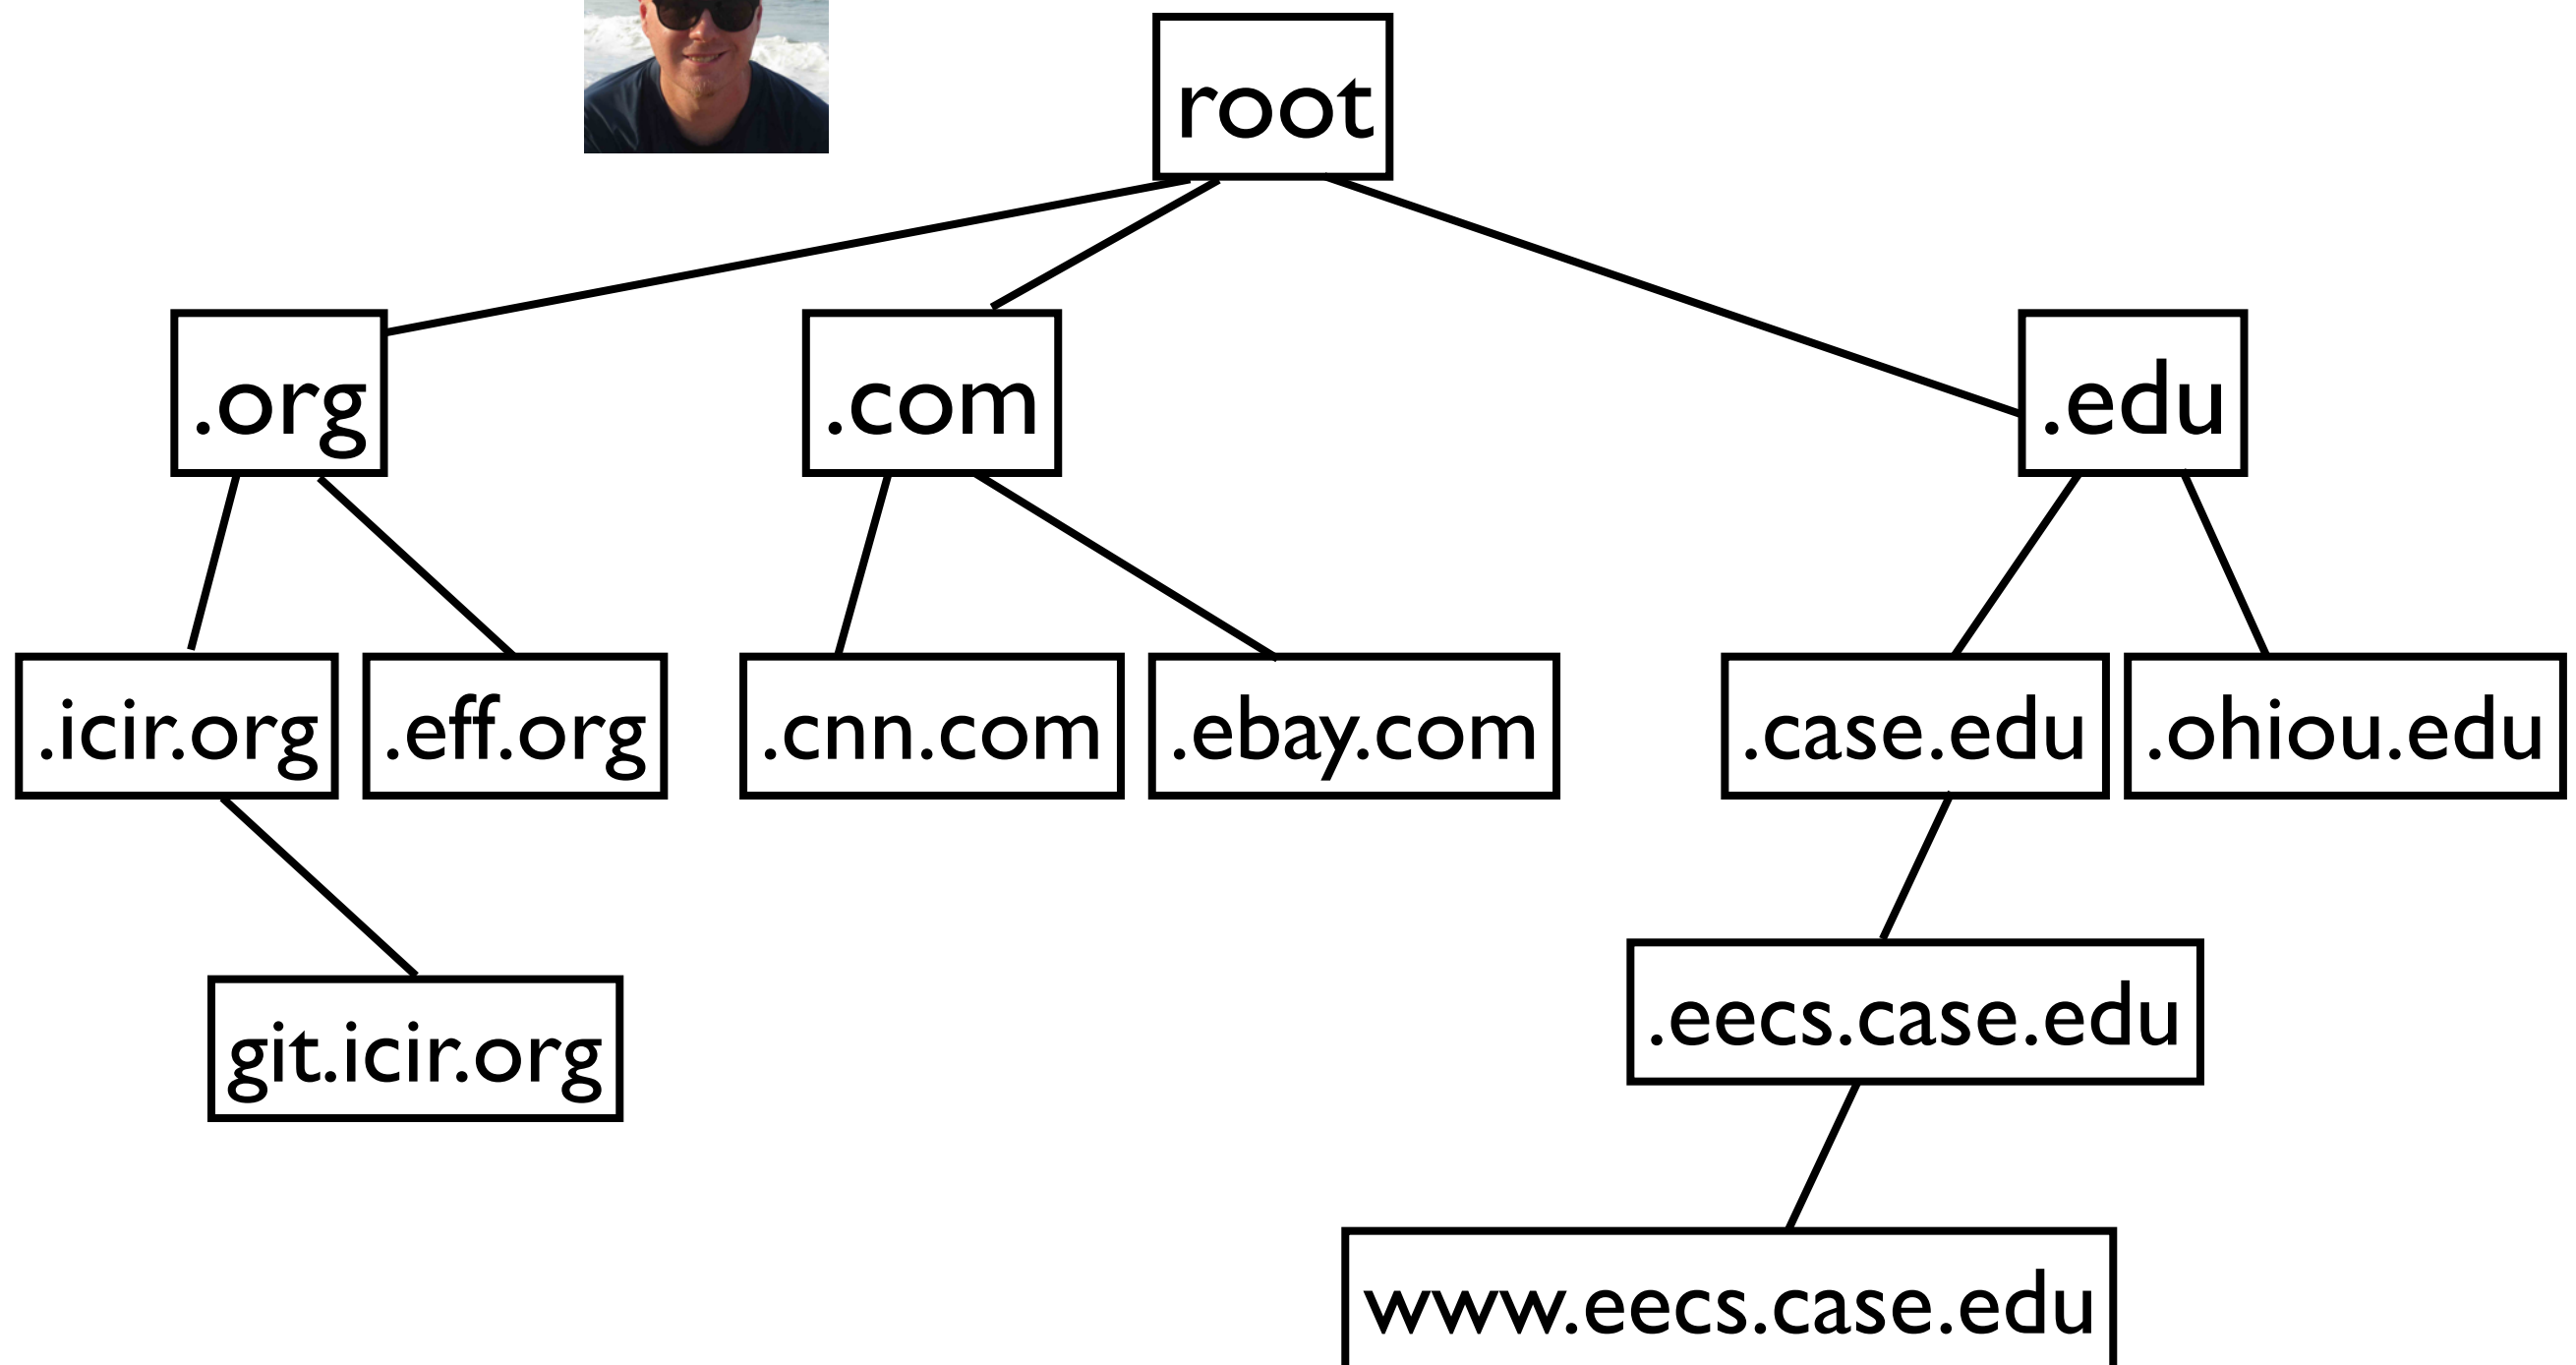 root
.org
.com
.edu
.icir.org
.eff.org
.cnn.com
.ebay.com
.case.edu
.ohiou.edu
git.icir.org
.eecs.case.edu
www.eecs.case.edu